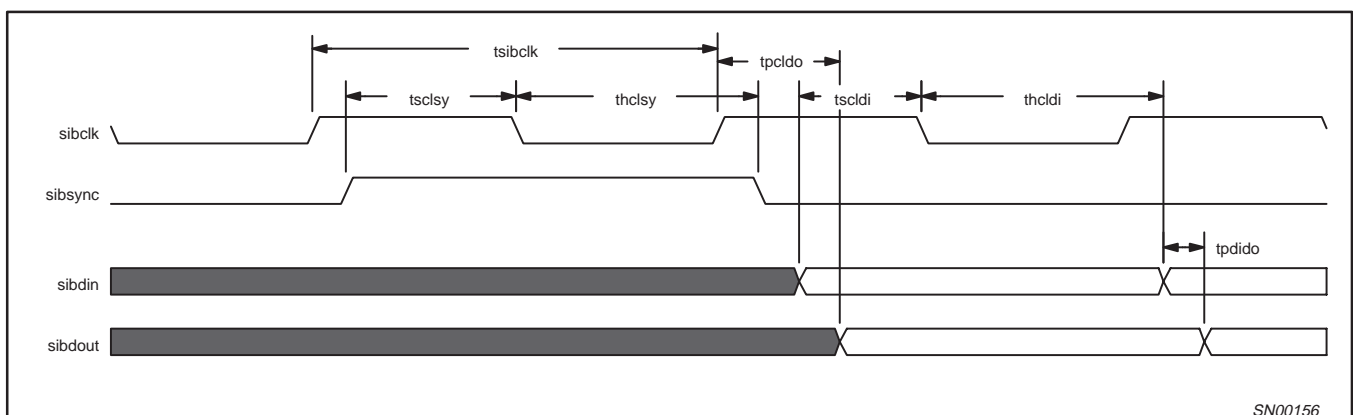 tsibclk
tpcldo
tsclsy
thclsy
tscldi
thcldi
sibclk
sibsync
tpdido
sibdin
sibdout
SN00156